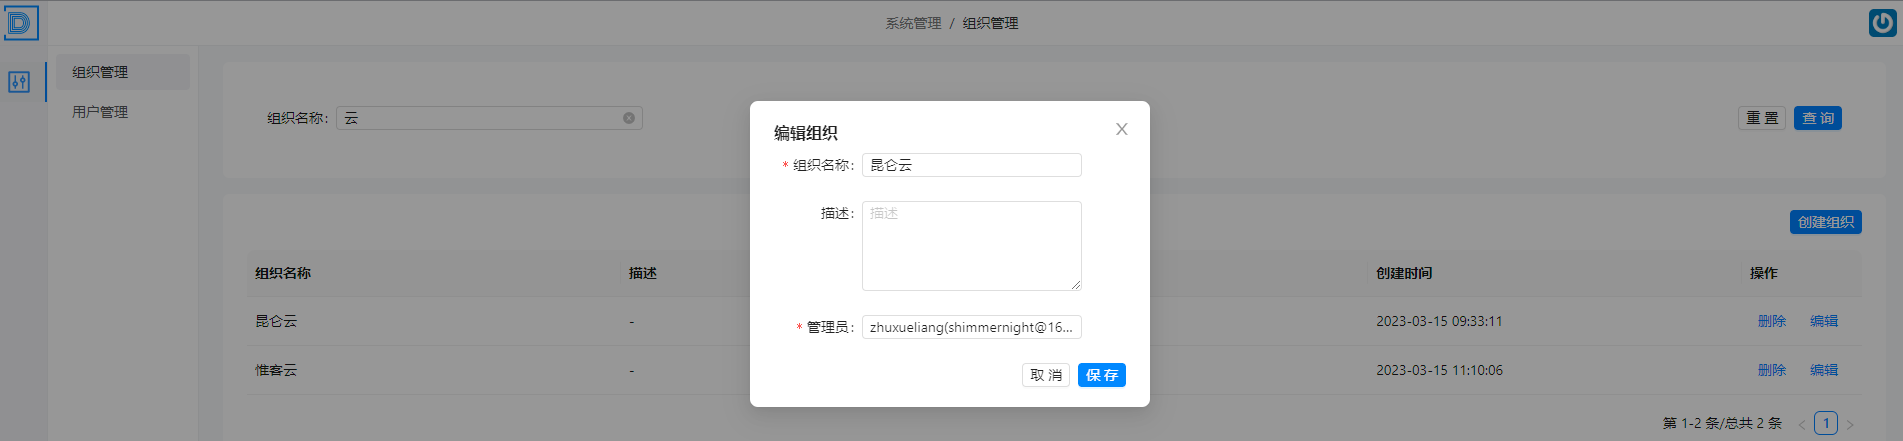 系统管理 / 组织管理
组织管理
用户管理
组织名称: 云
重 置 查 询
编辑组织
* 组织名称: 昆仑云
描述: 描述
* 管理员: zhuxueliang(shimmernight@16...
取 消 保 存
创建组织
组织名称 描述 创建时间 操作
昆仑云 - 2023-03-15 09:33:11 删除 编辑
惟客云 - 2023-03-15 11:10:06 删除 编辑
第 1-2 条/总共 2 条 < 1 >